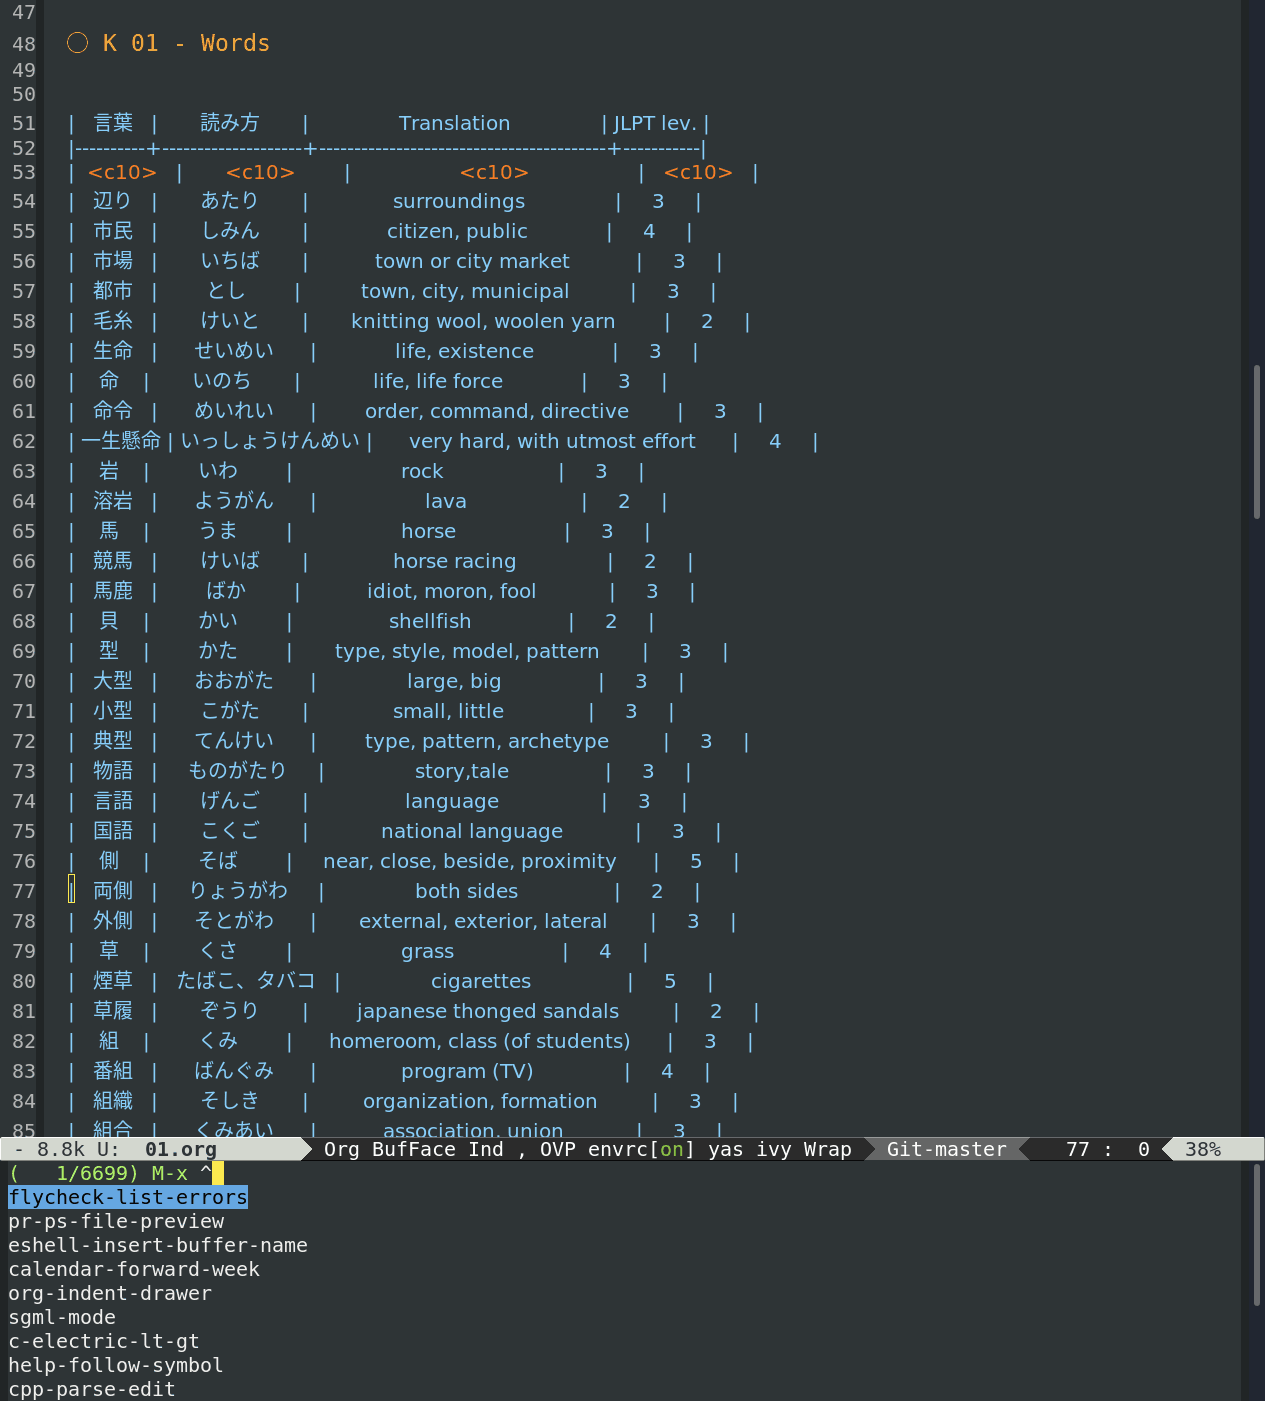 47
48 ○ K 01 - Words
49
50
51 | 言葉 | 読み方 | Translation | JLPT lev. |
52 |----------+--------------------+-----------------------------------------+-----------|
53 | <c10> | <c10> | <c10> | <c10> |
54 | 辺り | あたり | surroundings | 3 |
55 | 市民 | しみん | citizen, public | 4 |
56 | 市場 | いちば | town or city market | 3 |
57 | 都市 | とし | town, city, municipal | 3 |
58 | 毛糸 | けいと | knitting wool, woolen yarn | 2 |
59 | 生命 | せいめい | life, existence | 3 |
60 | 命 | いのち | life, life force | 3 |
61 | 命令 | めいれい | order, command, directive | 3 |
62 | 一生懸命 | いっしょうけんめい | very hard, with utmost effort | 4 |
63 | 岩 | いわ | rock | 3 |
64 | 溶岩 | ようがん | lava | 2 |
65 | 馬 | うま | horse | 3 |
66 | 競馬 | けいば | horse racing | 2 |
67 | 馬鹿 | ばか | idiot, moron, fool | 3 |
68 | 貝 | かい | shellfish | 2 |
69 | 型 | かた | type, style, model, pattern | 3 |
70 | 大型 | おおがた | large, big | 3 |
71 | 小型 | こがた | small, little | 3 |
72 | 典型 | てんけい | type, pattern, archetype | 3 |
73 | 物語 | ものがたり | story,tale | 3 |
74 | 言語 | げんご | language | 3 |
75 | 国語 | こくご | national language | 3 |
76 | 側 | そば | near, close, beside, proximity | 5 |
77 | 両側 | りょうがわ | both sides | 2 |
78 | 外側 | そとがわ | external, exterior, lateral | 3 |
79 | 草 | くさ | grass | 4 |
80 | 煙草 | たばこ、タバコ | cigarettes | 5 |
81 | 草履 | ぞうり | japanese thonged sandals | 2 |
82 | 組 | くみ | homeroom, class (of students) | 3 |
83 | 番組 | ばんぐみ | program (TV) | 4 |
84 | 組織 | そしき | organization, formation | 3 |
85 | 組合 | くみあい | association, union | 3 |
- 8.8k U: 01.org Org BufFace Ind , OVP envrc[on] yas ivy Wrap Git-master 77 : 0 38%
( 1/6699) M-x ^
flycheck-list-errors
pr-ps-file-preview
eshell-insert-buffer-name
calendar-forward-week
org-indent-drawer
sgml-mode
c-electric-lt-gt
help-follow-symbol
cpp-parse-edit